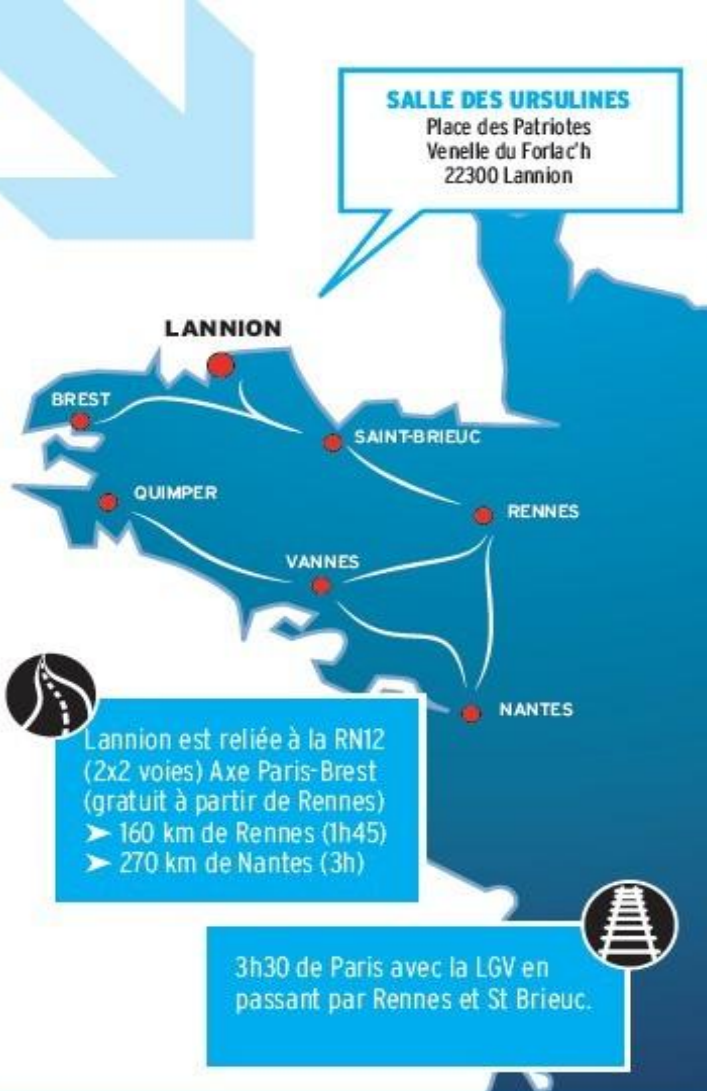 SALLE DES URSULINES
Place des Patriotes
Venelle du Forlac'h
22300 Lannion
LANNION
BREST
SAINT-BRIEUC
QUIMPER
RENNES
VANNES
NANTES
Lannion est reliée à la RN12
(2x2 voies) Axe Paris-Brest
(gratuit à partir de Rennes)
➤ 160 km de Rennes (1h45)
➤ 270 km de Nantes (3h)
3h30 de Paris avec la LGV en
passant par Rennes et St Brieuc.